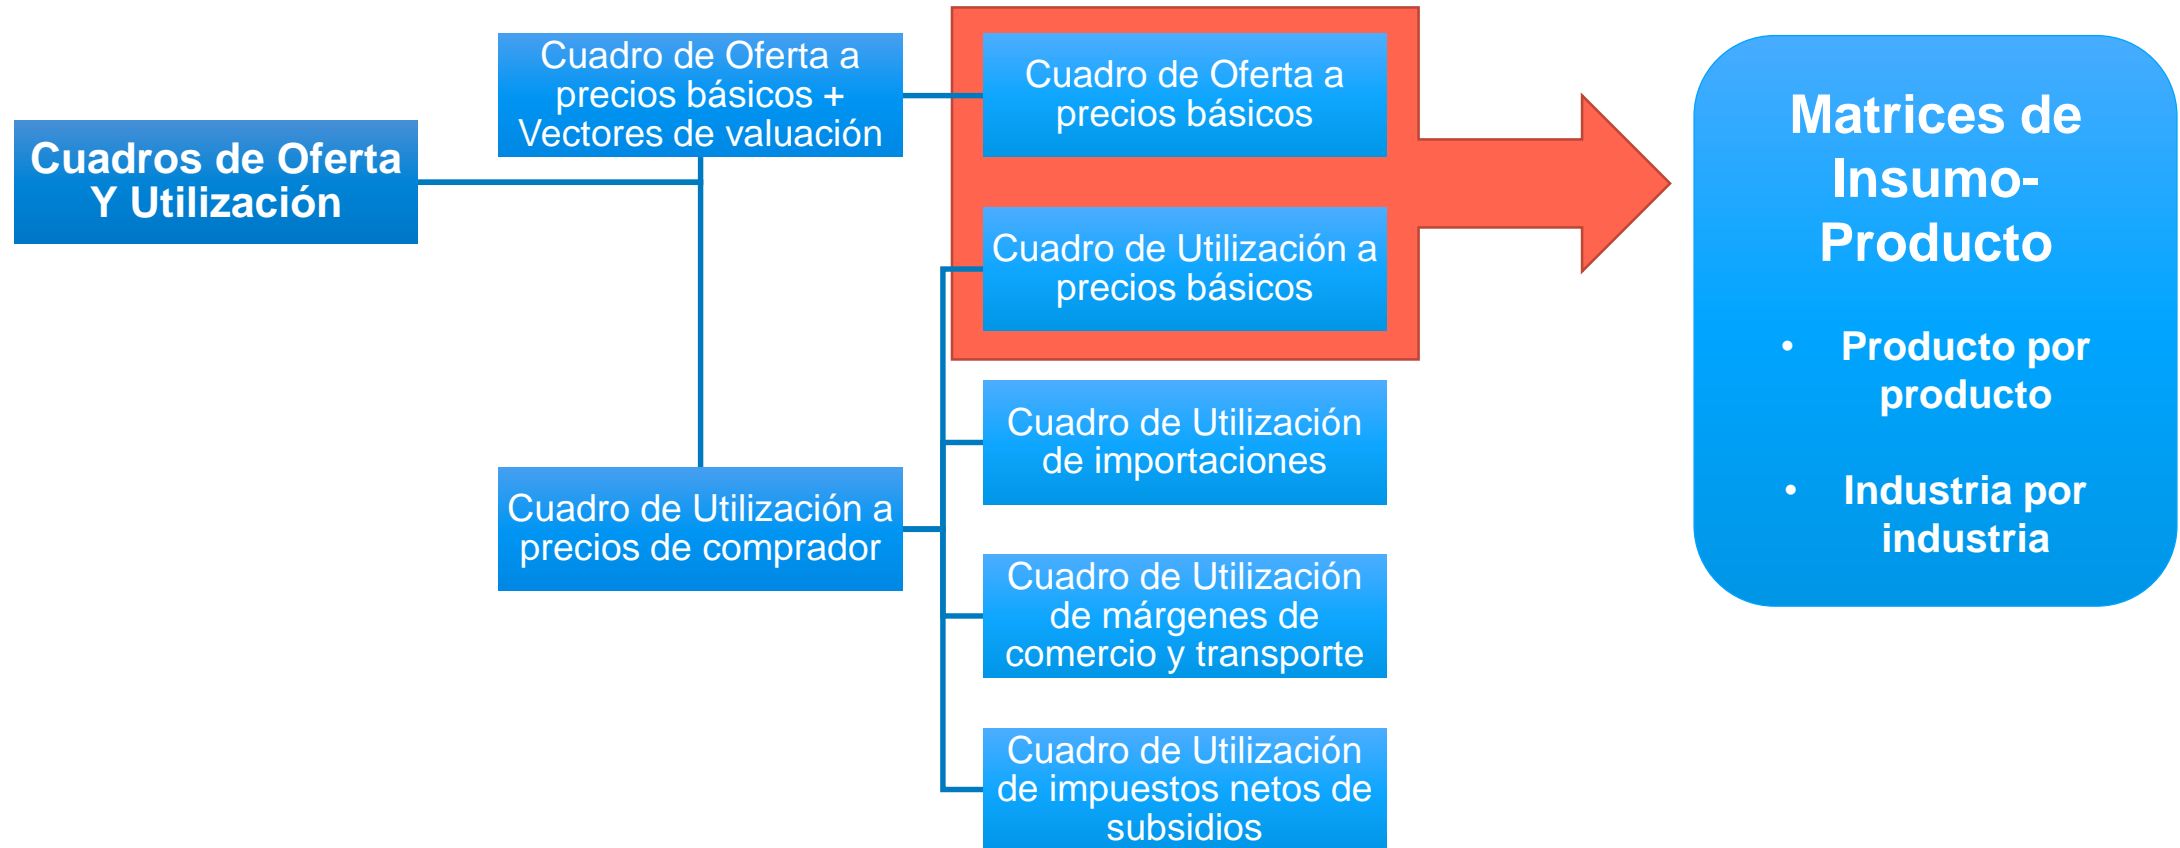 Cuadros de Oferta
Y Utilización
Cuadro de Oferta a
precios básicos +
Vectores de valuación
Cuadro de Utilización a
precios de comprador
Cuadro de Oferta a
precios básicos
Cuadro de Utilización a
precios básicos
Cuadro de Utilización
de importaciones
Cuadro de Utilización
de márgenes de
comercio y transporte
Cuadro de Utilización
de impuestos netos de
subsidios
Matrices de
Insumo-
Producto
• Producto por
producto
• Industria por
industria